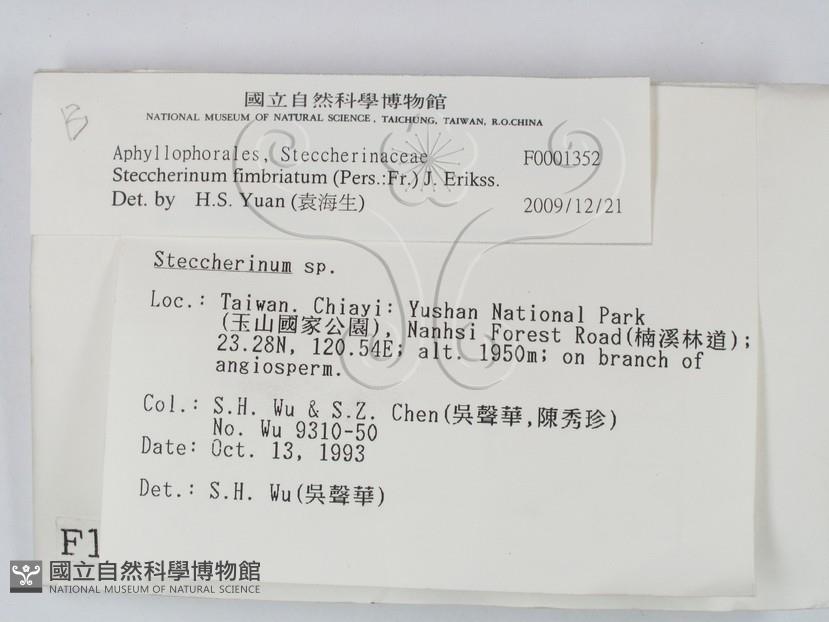 B
國立自然科學博物館
NATIONAL MUSEUM OF NATURAL SCIENCE, TAICHUNG, TAIWAN, R.O.CHINA
Aphyllophorales, Steccherinaceae F0001352
Steccherinum fimbriatum (Pers.:Fr.) J. Erikss.
Det. by H.S. Yuan (袁海生) 2009/12/21
Steccherinum sp.
Loc.: Taiwan. Chiayi: Yushan National Park
(玉山國家公園), Nanhsi Forest Road(楠溪林道);
23.28N, 120.54E; alt. 1950m; on branch of
angiosperm.
Col.: S.H. Wu & S.Z. Chen(吳聲華,陳秀珍)
No. Wu 9310-50
Date: Oct. 13, 1993
Det.: S.H. Wu(吳聲華)
F1
國立自然科學博物館
NATIONAL MUSEUM OF NATURAL SCIENCE